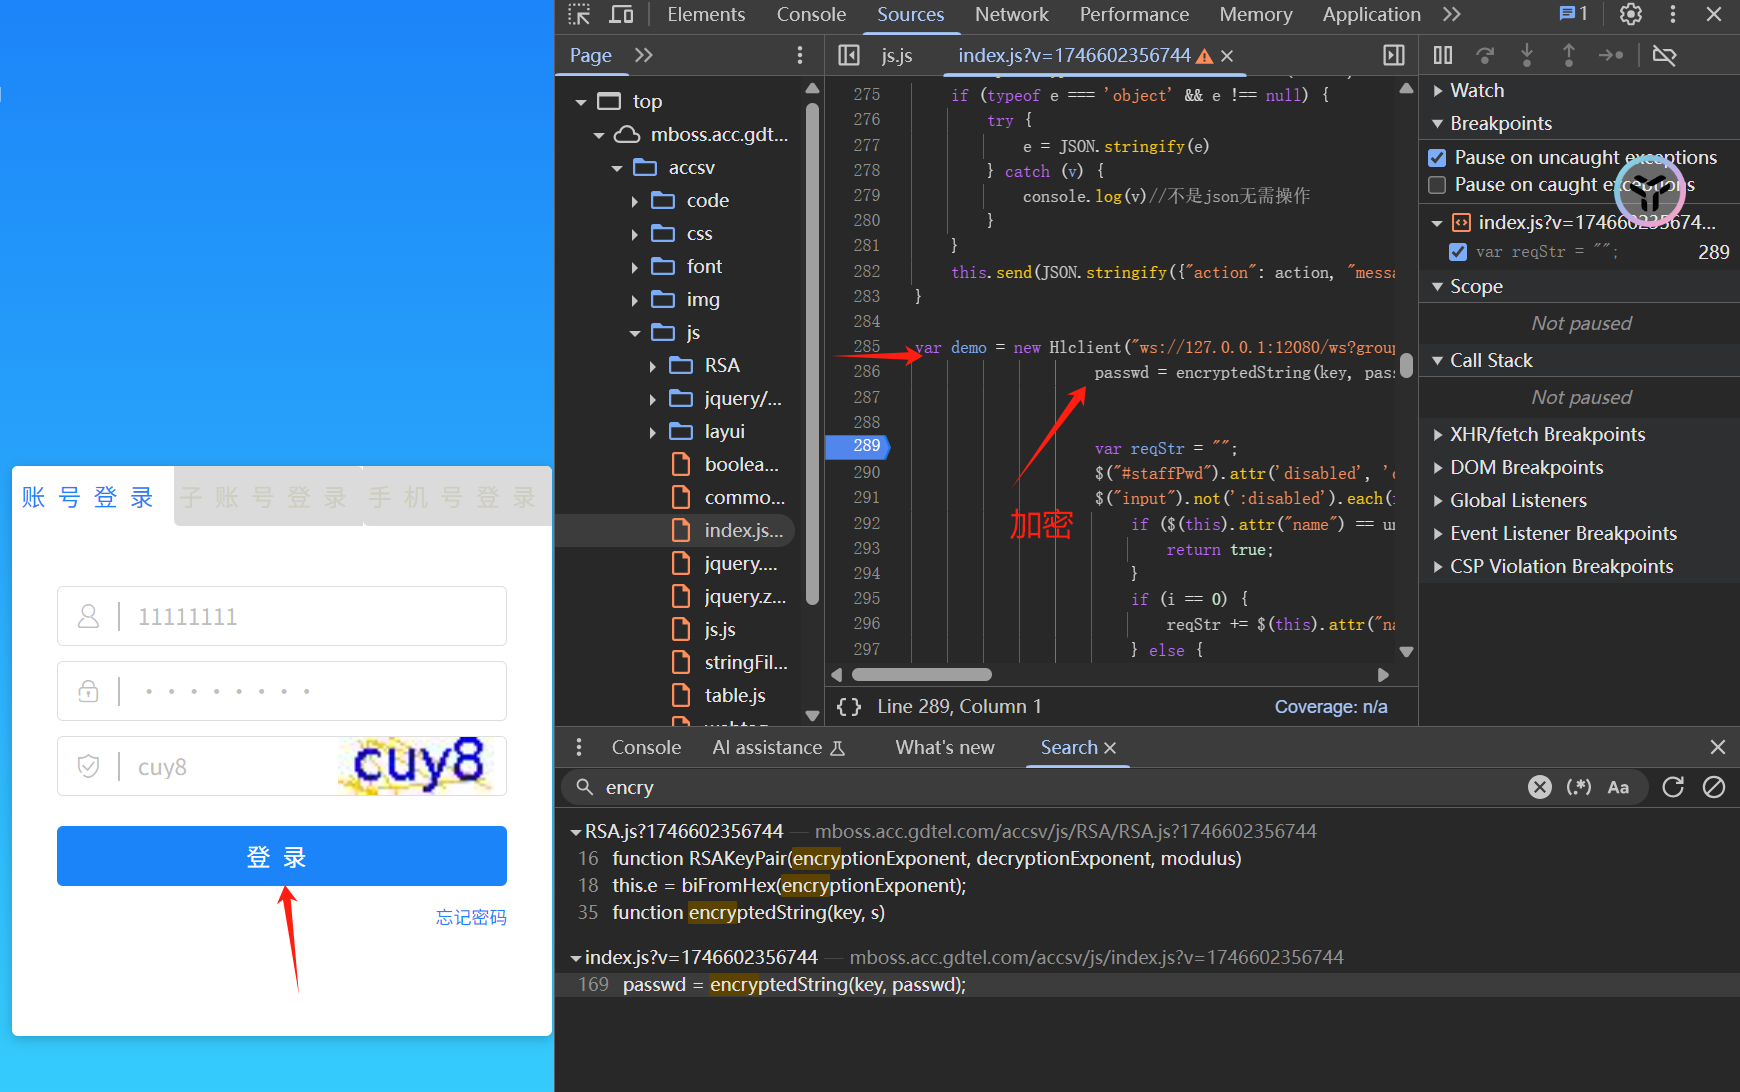 Elements
Console
Sources
Network
Performance
Memory
Application
1
Page
js.js
index.js?v=1746602356744
top
mboss.acc.gdt...
accsv
code
css
font
img
js
RSA
jquery/...
layui
boolea...
commo...
index.js...
jquery....
jquery.z...
js.js
stringFil...
table.js
275 if (typeof e === 'object' && e !== null) {
276 try {
277 e = JSON.stringify(e)
278 } catch (v) {
279 console.log(v)//不是json无需操作
280 }
281 }
282 this.send(JSON.stringify({"action": action, "messa
283 }
284
285 var demo = new Hlclient("ws://127.0.0.1:12080/ws?group
286 passwd = encryptedString(key, pass
287
288
289 var reqStr = "";
290 $("#staffPwd").attr('disabled', '
291 $("input").not(':disabled').each(
292 if ($(this).attr("name") == un
293 return true;
294 }
295 if (i == 0) {
296 reqStr += $(this).attr("na
297 } else {
加密
{} Line 289, Column 1
Coverage: n/a
Watch
Breakpoints
Pause on uncaught exceptions
Pause on caught exceptions
index.js?v=174660235674...
var reqStr = ""; 289
Scope
Not paused
Call Stack
Not paused
XHR/fetch Breakpoints
DOM Breakpoints
Global Listeners
Event Listener Breakpoints
CSP Violation Breakpoints
账号登录
子账号登录
手机号登录
11111111
········
cuy8
cuy8
登 录
忘记密码
Console
AI assistance
What's new
Search
encry
(.*)
Aa
RSA.js?1746602356744 — mboss.acc.gdtel.com/accsv/js/RSA/RSA.js?1746602356744
16 function RSAKeyPair(encryptionExponent, decryptionExponent, modulus)
18 this.e = biFromHex(encryptionExponent);
35 function encryptedString(key, s)
index.js?v=1746602356744 — mboss.acc.gdtel.com/accsv/js/index.js?v=1746602356744
169 passwd = encryptedString(key, passwd);